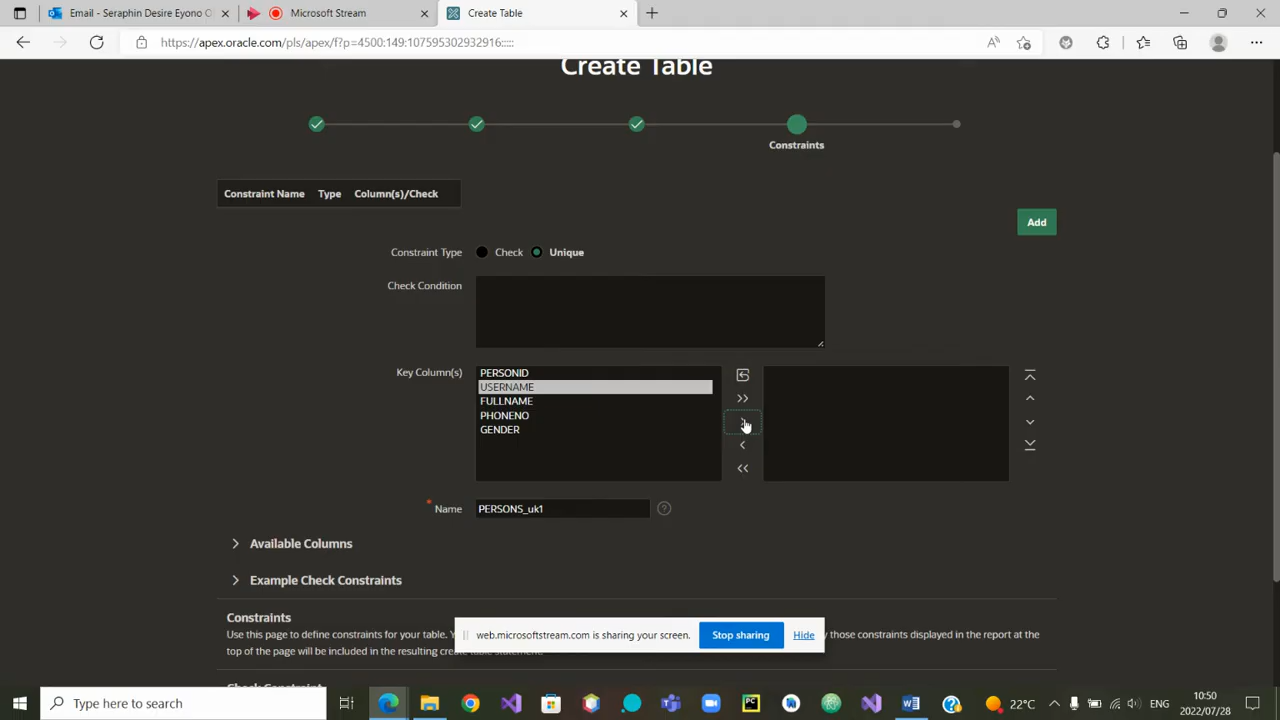 Email - Seraphin Desire Eyono O
Microsoft Stream
Create Table
https://apex.oracle.com/pls/apex/f?p=4500:149:107595302932916:::::
Create Table
Constraints
Constraint Name Type Column(s)/Check
Add
Constraint Type Check Unique
Check Condition
Key Column(s)
PERSONID
USERNAME
FULLNAME
PHONENO
GENDER
* Name PERSONS_uk1
Available Columns
Example Check Constraints
Constraints
Use this page to define constraints for your table. Y
y those constraints displayed in the report at the
top of the page will be included in the resulting create table statement.
web.microsoftstream.com is sharing your screen. Stop sharing Hide
Type here to search
PC
22°C
ENG
10:50
2022/07/28